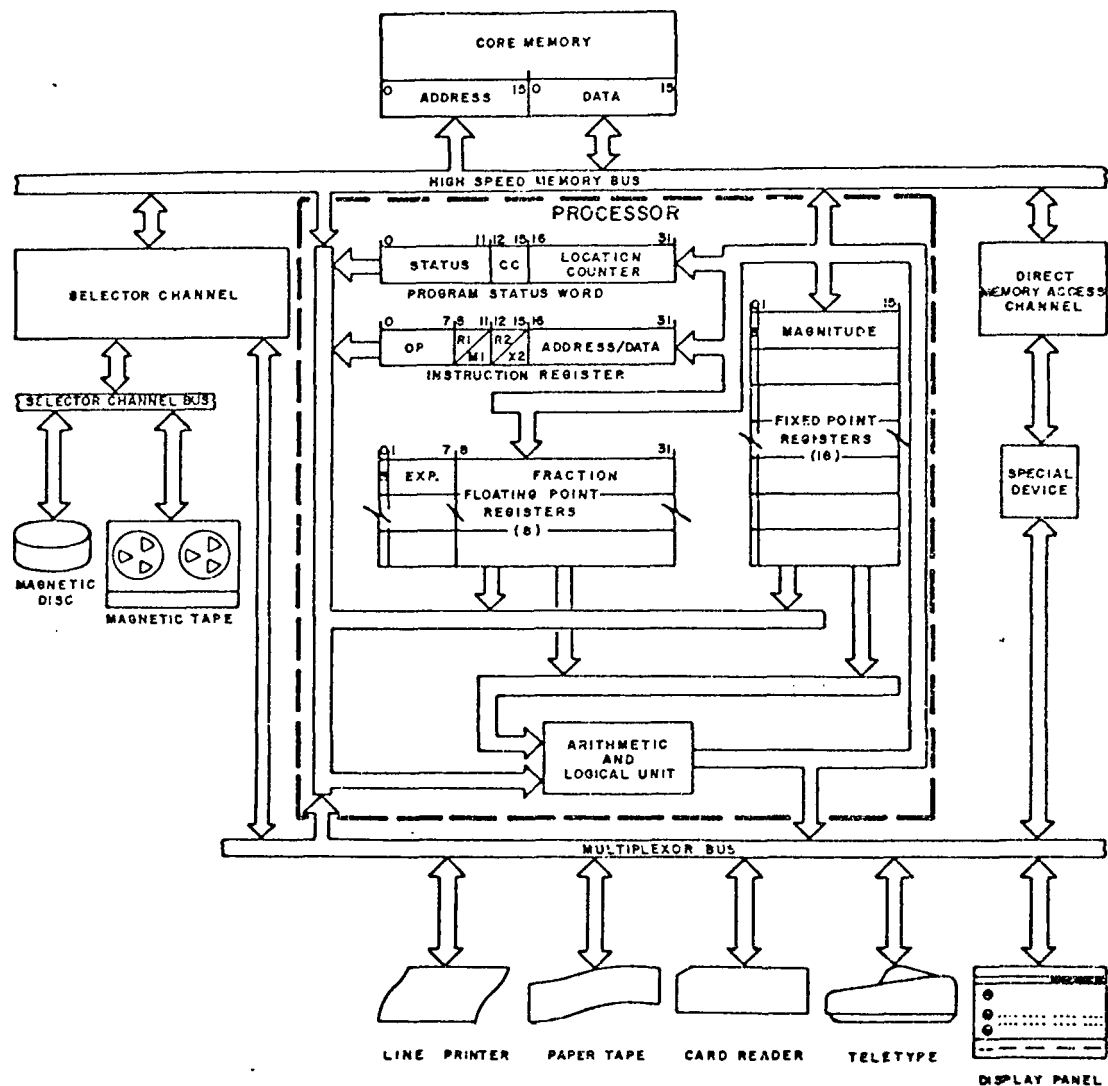 CORE MEMORY
0 ADDRESS 15 0 DATA 15
HIGH SPEED MEMORY BUS
PROCESSOR
0 11 12 15 16 31
STATUS CC LOCATION COUNTER
PROGRAM STATUS WORD
0 7 8 11 12 15 16 31
OP R1 M1 R2 X2 ADDRESS/DATA
INSTRUCTION REGISTER
SELECTOR CHANNEL
SELECTOR CHANNEL BUS
MAGNETIC
DISC
MAGNETIC TAPE
0 1 7 8 31
EXP. FRACTION
FLOATING POINT
REGISTERS
(8)
0 1 15
MAGNITUDE
FIXED POINT
REGISTERS
(16)
DIRECT
MEMORY ACCESS
CHANNEL
SPECIAL
DEVICE
ARITHMETIC
AND
LOGICAL UNIT
MULTIPLEXOR BUS
LINE PRINTER
PAPER TAPE
CARD READER
TELETYPE
DISPLAY PANEL